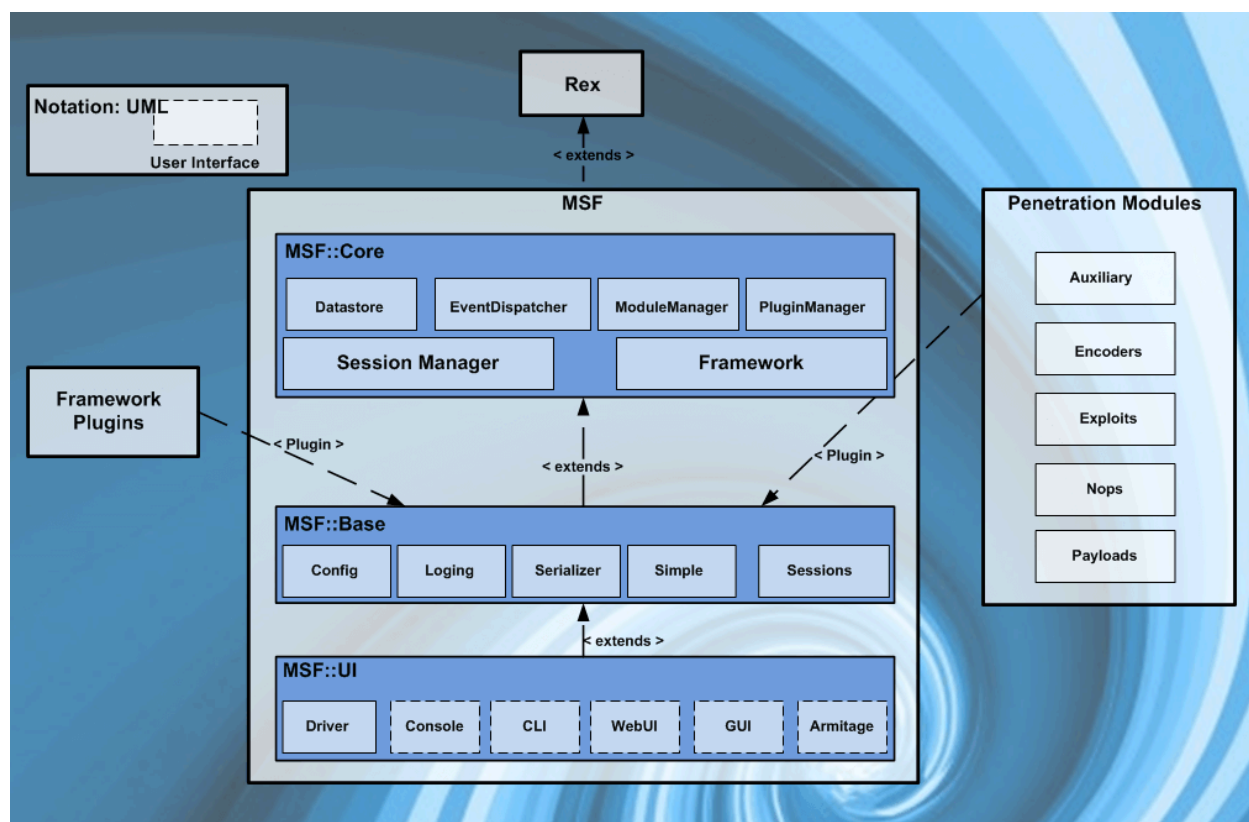 Rex
Notation: UML
User Interface
< extends >
MSF
Penetration Modules
MSF::Core
Datastore
EventDispatcher
ModuleManager
PluginManager
Session Manager
Framework
Auxiliary
Encoders
Exploits
Nops
Payloads
Framework
Plugins
< Plugin >
< extends >
< Plugin >
MSF::Base
Config
Loging
Serializer
Simple
Sessions
< extends >
MSF::UI
Driver
Console
CLI
WebUI
GUI
Armitage